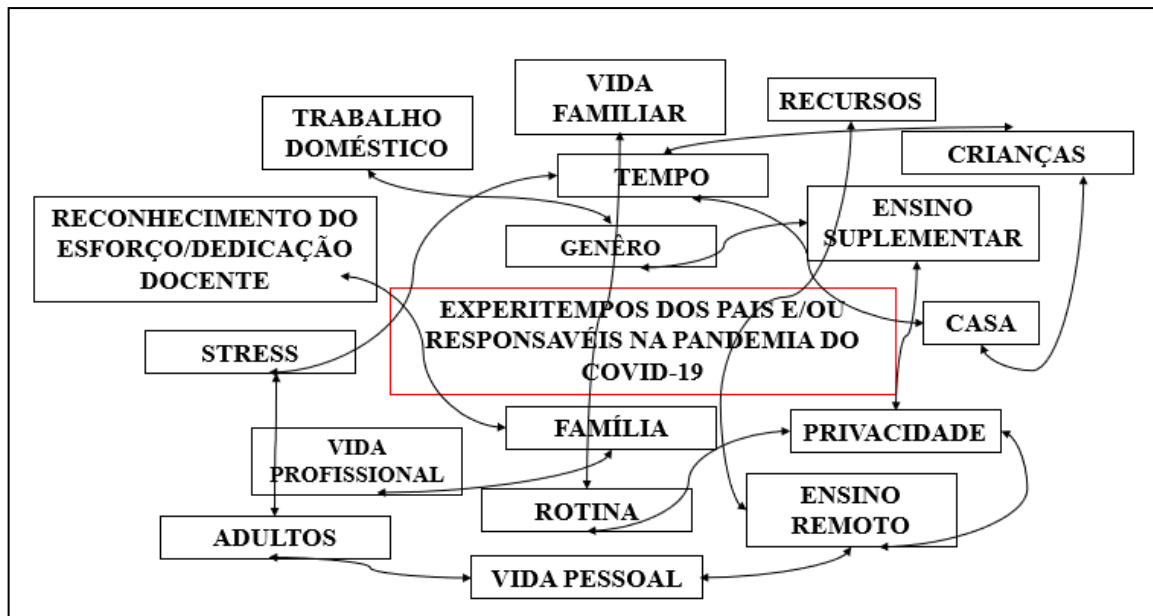 VIDA
FAMILIAR
RECURSOS
TRABALHO
DOMÉSTICO
CRIANÇAS
TEMPO
RECONHECIMENTO DO
ESFORÇO/DEDICAÇÃO
DOCENTE
ENSINO
SUPLEMENTAR
GENÊRO
EXPERITEMPOS DOS PAIS E/OU
RESPONSAVÉIS NA PANDEMIA DO
COVID-19
CASA
STRESS
FAMÍLIA
PRIVACIDADE
VIDA
PROFISSIONAL
ROTINA
ENSINO
REMOTO
ADULTOS
VIDA PESSOAL